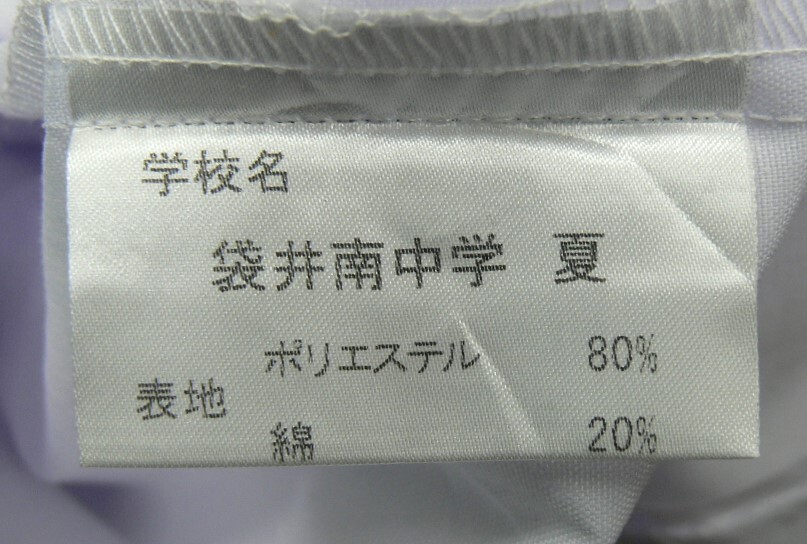 学校名
袋井南中学 夏
ポリエステル 80%
表地
綿 20%